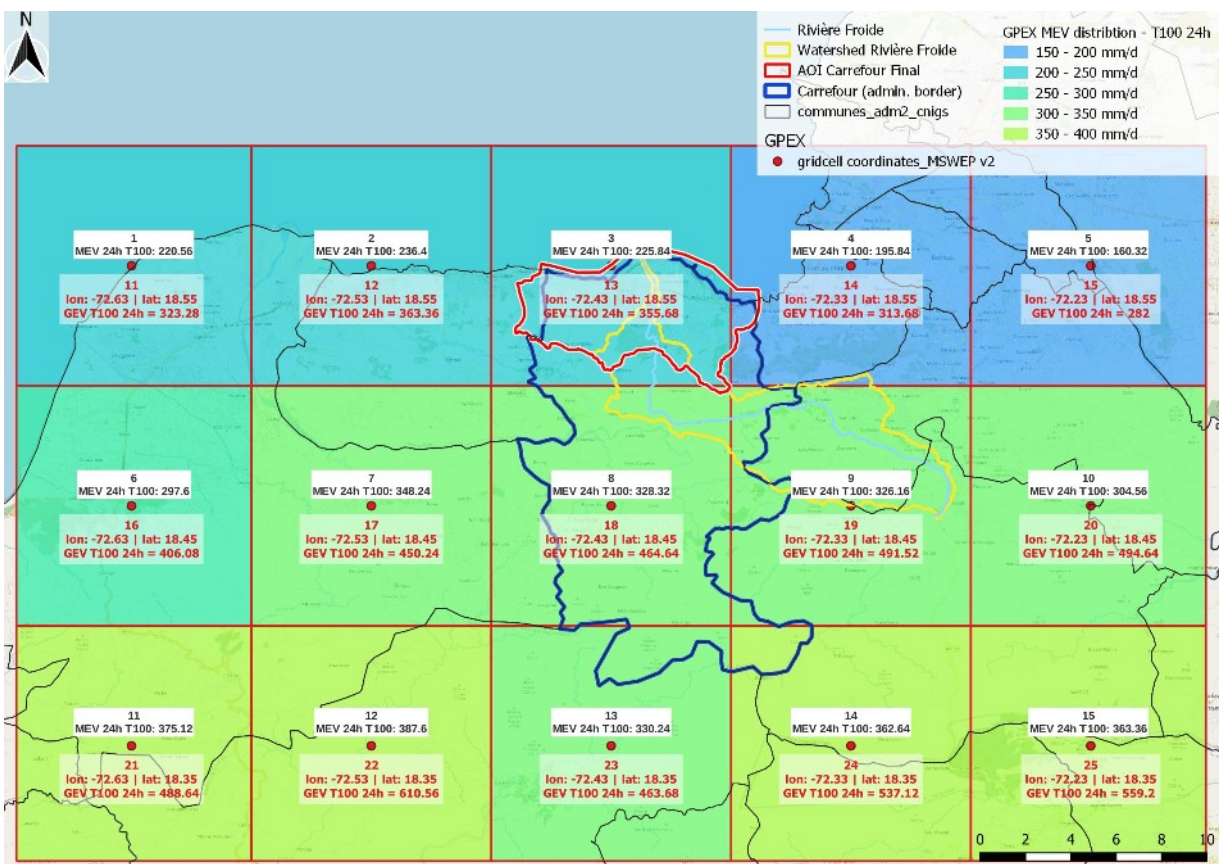 N
Rivière Froide
Watershed Rivière Froide
AOI Carrefour Final
Carrefour (admin. border)
communes_adm2_cnigs
GPEX
gridcell coordinates_MSWEP v2
GPEX MEV distribtion - T100 24h
150 - 200 mm/d
200 - 250 mm/d
250 - 300 mm/d
300 - 350 mm/d
350 - 400 mm/d
1
MEV 24h T100: 220.56
11
lon: -72.63 | lat: 18.55
GEV T100 24h = 323.28
2
MEV 24h T100: 236.4
12
lon: -72.53 | lat: 18.55
GEV T100 24h = 363.36
3
MEV 24h T100: 225.84
13
lon: -72.43 | lat: 18.55
GEV T100 24h = 355.68
4
MEV 24h T100: 195.84
14
lon: -72.33 | lat: 18.55
GEV T100 24h = 313.68
5
MEV 24h T100: 160.32
15
lon: -72.23 | lat: 18.55
GEV T100 24h = 282
6
MEV 24h T100: 297.6
16
lon: -72.63 | lat: 18.45
GEV T100 24h = 406.08
7
MEV 24h T100: 348.24
17
lon: -72.53 | lat: 18.45
GEV T100 24h = 450.24
8
MEV 24h T100: 328.32
18
lon: -72.43 | lat: 18.45
GEV T100 24h = 464.64
9
MEV 24h T100: 326.16
19
lon: -72.33 | lat: 18.45
GEV T100 24h = 491.52
10
MEV 24h T100: 304.56
20
lon: -72.23 | lat: 18.45
GEV T100 24h = 494.64
11
MEV 24h T100: 375.12
21
lon: -72.63 | lat: 18.35
GEV T100 24h = 488.64
12
MEV 24h T100: 387.6
22
lon: -72.53 | lat: 18.35
GEV T100 24h = 610.56
13
MEV 24h T100: 330.24
23
lon: -72.43 | lat: 18.35
GEV T100 24h = 463.68
14
MEV 24h T100: 362.64
24
lon: -72.33 | lat: 18.35
GEV T100 24h = 537.12
15
MEV 24h T100: 363.36
25
lon: -72.23 | lat: 18.35
GEV T100 24h = 559.2
0 2 4 6 8 10